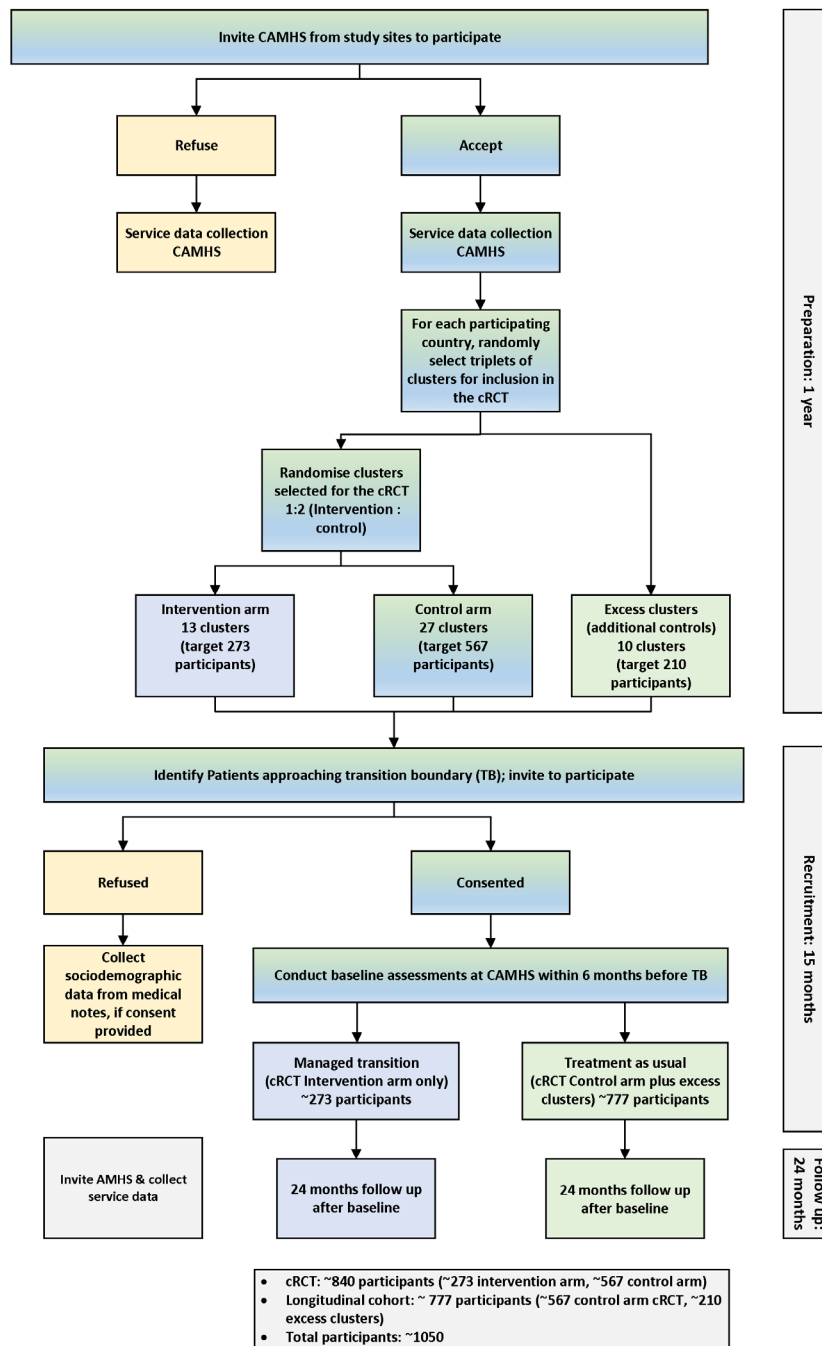 Invite CAMHS from study sites to participate
Refuse
Accept
Service data collection
CAMHS
Service data collection
CAMHS
For each participating
country, randomly
select triplets of
clusters for inclusion in
the cRCT
Randomise clusters
selected for the cRCT
1:2 (Intervention :
control)
Intervention arm
13 clusters
(target 273
participants)
Control arm
27 clusters
(target 567
participants)
Excess clusters
(additional controls)
10 clusters
(target 210
participants)
Preparation: 1 year
Identify Patients approaching transition boundary (TB); invite to participate
Refused
Consented
Collect
sociodemographic
data from medical
notes, if consent
provided
Conduct baseline assessments at CAMHS within 6 months before TB
Managed transition
(cRCT Intervention arm only)
~273 participants
Treatment as usual
(cRCT Control arm plus excess
clusters) ~777 participants
Recruitment: 15 months
Invite AMHS & collect
service data
24 months follow up
after baseline
24 months follow up
after baseline
Follow up:
24 months
• cRCT: ~840 participants (~273 intervention arm, ~567 control arm)
• Longitudinal cohort: ~ 777 participants (~567 control arm cRCT, ~210
excess clusters)
• Total participants: ~1050